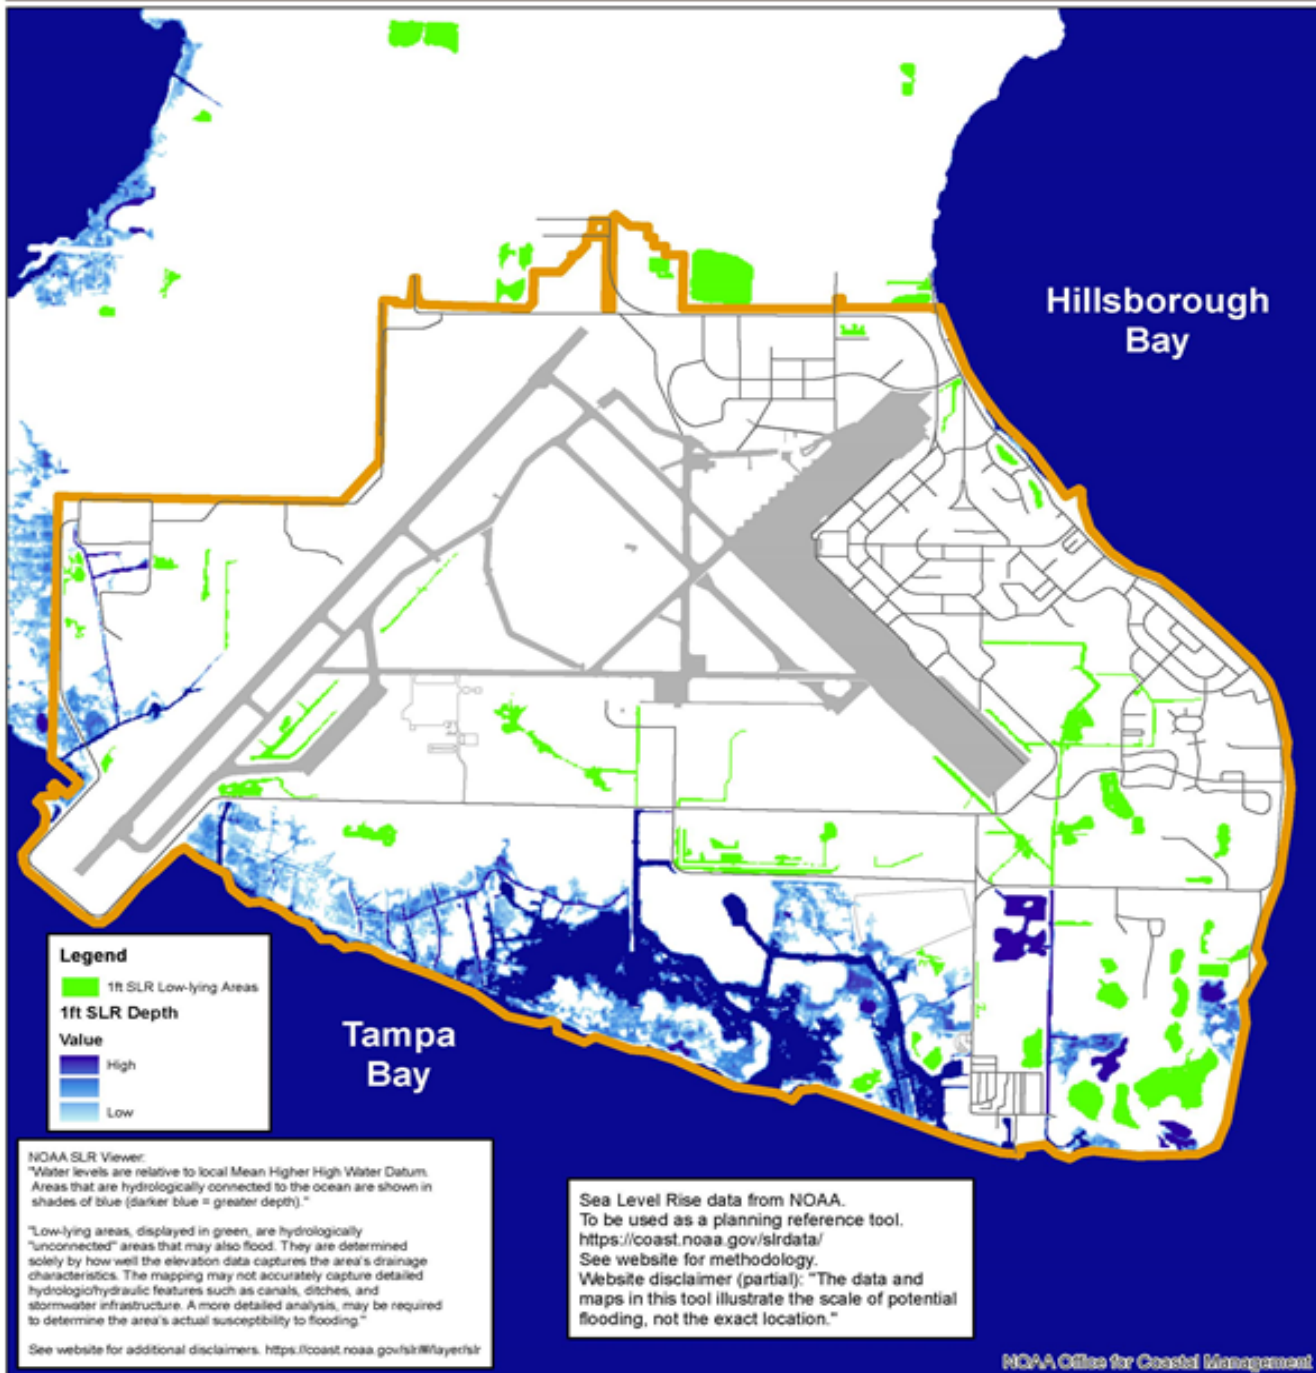 Hillsborough
Bay
Legend
1ft SLR Low-lying Areas
1ft SLR Depth
Value
High
Low
Tampa
Bay
NOAA SLR Viewer:
"Water levels are relative to local Mean Higher High Water Datum.
Areas that are hydrologically connected to the ocean are shown in
shades of blue (darker blue = greater depth)."
"Low-lying areas, displayed in green, are hydrologically
"unconnected" areas that may also flood. They are determined
solely by how well the elevation data captures the area's drainage
characteristics. The mapping may not accurately capture detailed
hydrologic/hydraulic features such as canals, ditches, and
stormwater infrastructure. A more detailed analysis, may be required
to determine the area's actual susceptibility to flooding."
See website for additional disclaimers. https://coast.noaa.gov/slr/#/layer/slr
Sea Level Rise data from NOAA.
To be used as a planning reference tool.
https://coast.noaa.gov/slrdata/
See website for methodology.
Website disclaimer (partial): "The data and
maps in this tool illustrate the scale of potential
flooding, not the exact location."
NOAA Office for Coastal Management